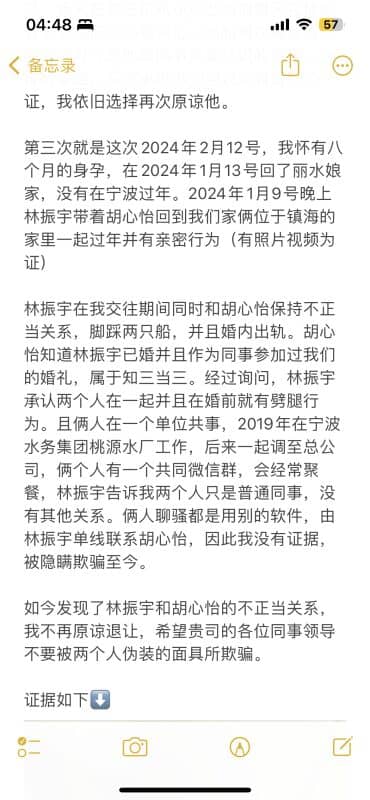 04:48
57
备忘录
证，我依旧选择再次原谅他。
第三次就是这次2024年2月12号，我怀有八
个月的身孕，在2024年1月13号回了丽水娘
家，没有在宁波过年。2024年1月9号晚上
林振宇带着胡心怡回到我们家俩位于镇海的
家里一起过年并有亲密行为（有照片视频为
证）
林振宇在我交往期间同时和胡心怡保持不正
当关系，脚踩两只船，并且婚内出轨。胡心
怡知道林振宇已婚并且作为同事参加过我们
的婚礼，属于知三当三。经过询问，林振宇
承认两个人在一起并且在婚前就有劈腿行
为。且俩人在一个单位共事，2019年在宁波
水务集团桃源水厂工作，后来一起调至总公
司，俩个人有一个共同微信群，会经常聚
餐，林振宇告诉我两个人只是普通同事，没
有其他关系。俩人聊骚都是用别的软件，由
林振宇单线联系胡心怡，因此我没有证据，
被隐瞒欺骗至今。
如今发现了林振宇和胡心怡的不正当关系，
我不再原谅退让，希望贵司的各位同事领导
不要被两个人伪装的面具所欺骗。
证据如下⬇️